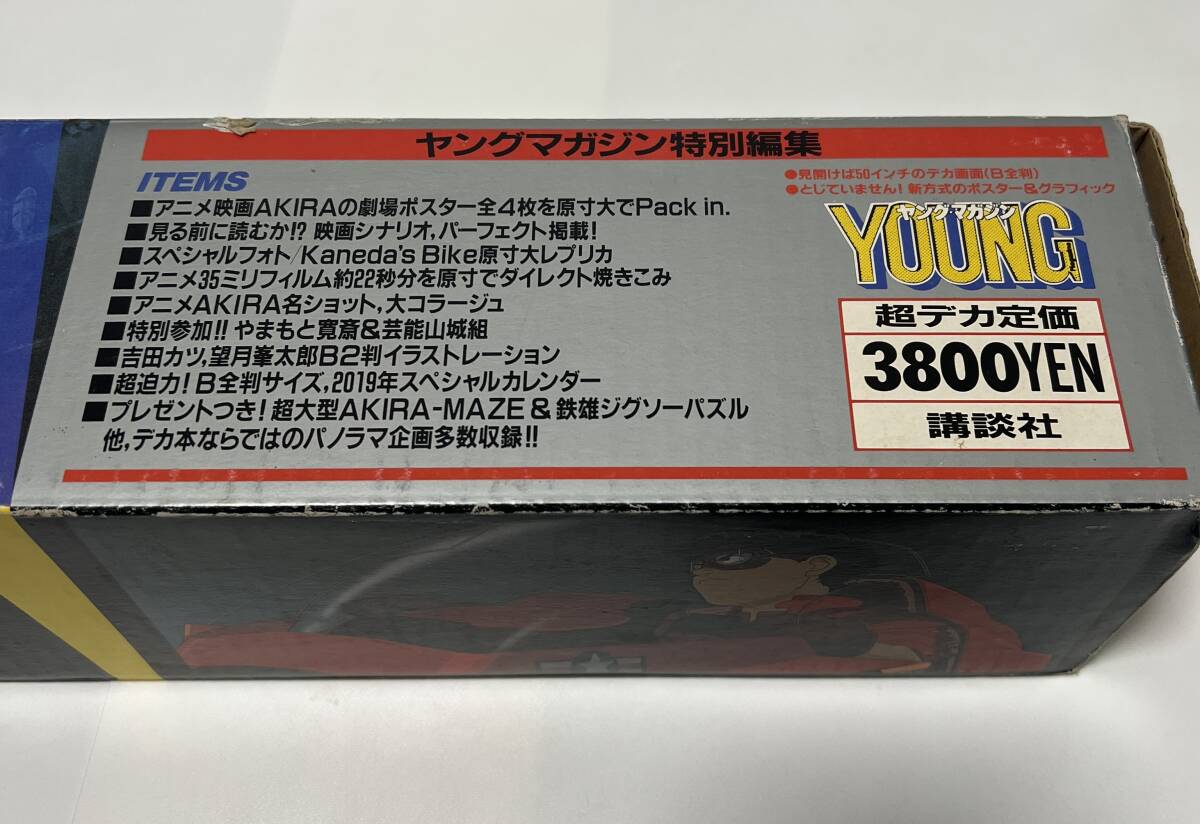 ヤングマガジン特別編集
ITEMS
■アニメ映画AKIRAの劇場ポスター全4枚を原寸大でPack in.
■見る前に読むか!? 映画シナリオ,パーフェクト掲載!
■スペシャルフォト/Kaneda's Bike原寸大レプリカ
■アニメ35ミリフィルム約22秒分を原寸でダイレクト焼きこみ
■アニメAKIRA名ショット,大コラージュ
■特別参加!! やまもと寛斎&芸能山城組
■吉田カツ,望月峯太郎B2判イラストレーション
■超迫力! B全判サイズ,2019年スペシャルカレンダー
■プレゼントつき! 超大型AKIRA-MAZE & 鉄雄ジグソーパズル
他,デカ本ならではのパノラマ企画多数収録!!
●見開けば50インチのデカ画面(B全判)
●とじていません! 新方式のポスター&グラフィック
ヤングマガジン
YOUNG
超デカ定価
3800YEN
講談社